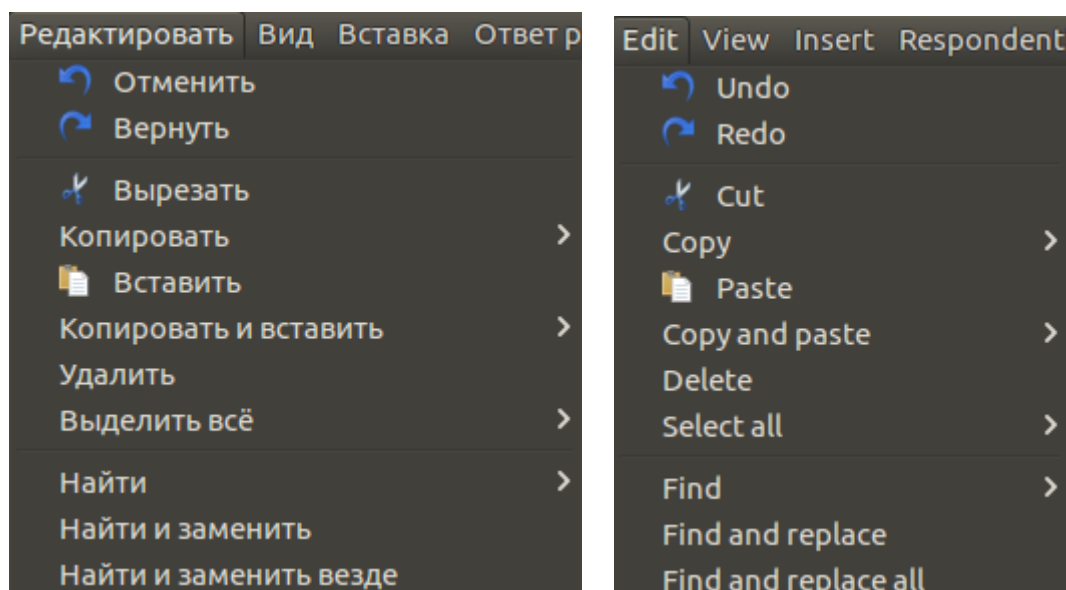 Редактировать Вид Вставка Ответ р
Отменить
Вернуть
Вырезать
Копировать
Вставить
Копировать и вставить
Удалить
Выделить всё
Найти
Найти и заменить
Найти и заменить везде
Edit View Insert Respondent
Undo
Redo
Cut
Copy
Paste
Copy and paste
Delete
Select all
Find
Find and replace
Find and replace all